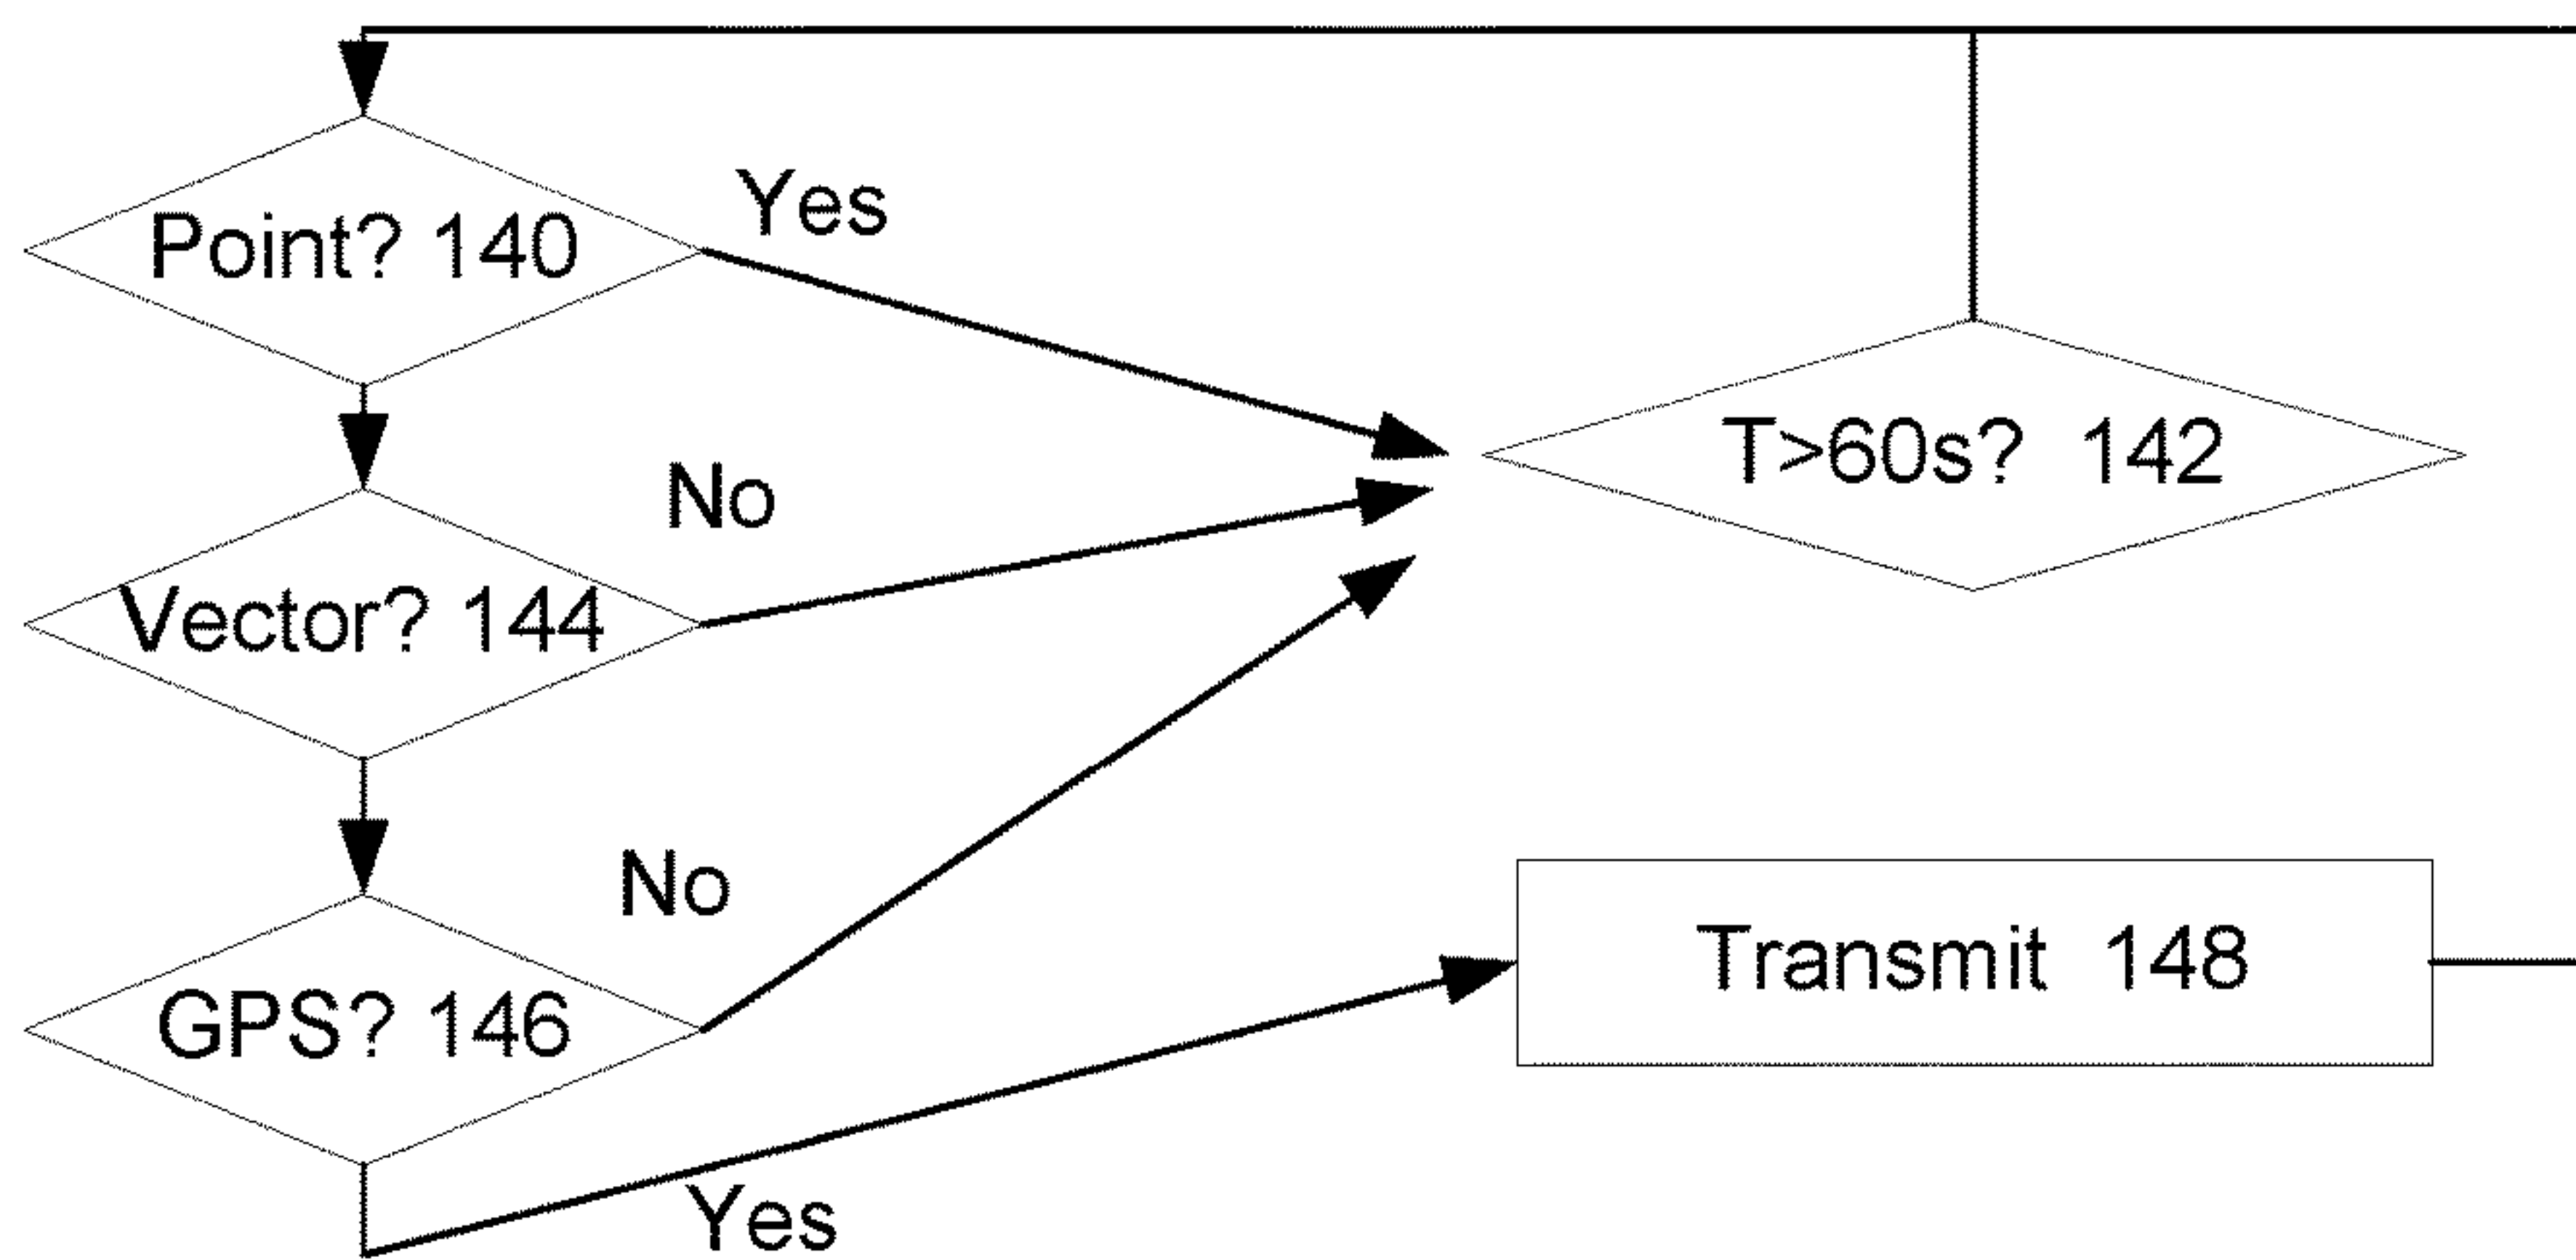 Yes
Point? 140
T>60s? 142
No
Vector? 144
No
Transmit 148
GPS? 146
Yes